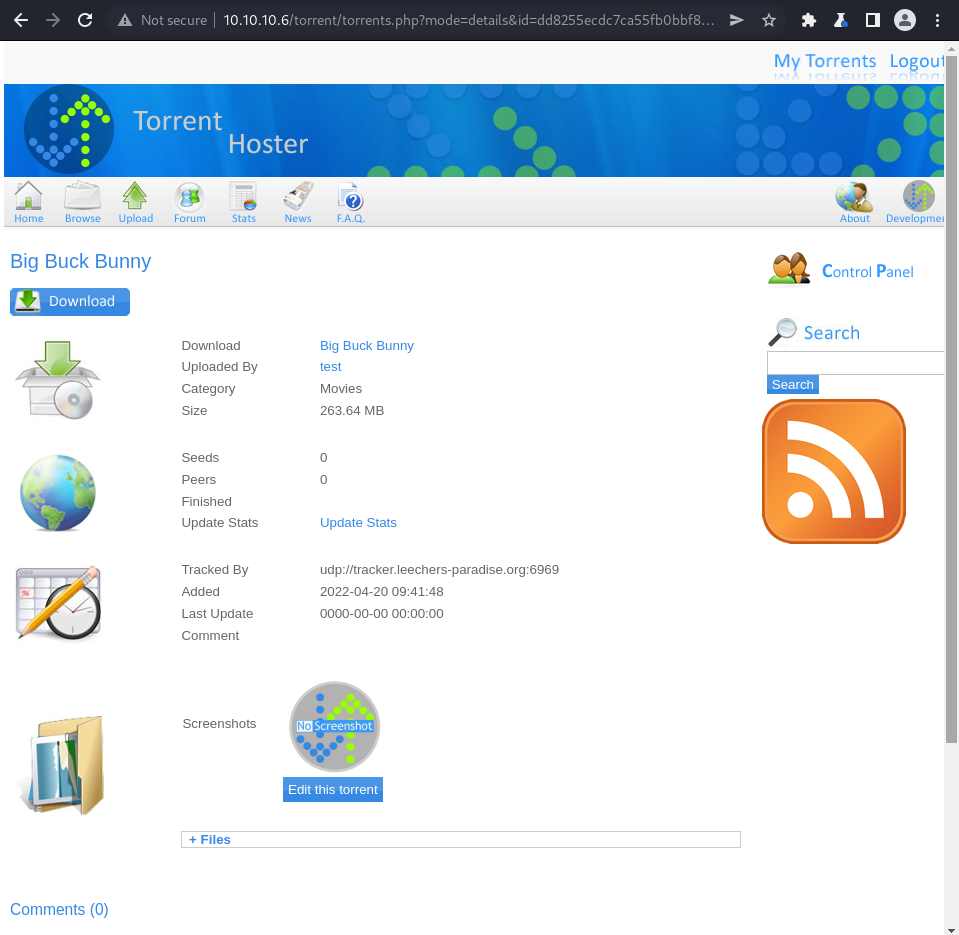 Not secure | 10.10.10.6/torrent/torrents.php?mode=details&id=dd8255ecdc7ca55fb0bbf8...
My Torrents Logout
Torrent
Hoster
Home Browse Upload Forum Stats News F.A.Q. About Developmen
Big Buck Bunny
Control Panel
Download
Search
Download Big Buck Bunny
Uploaded By test
Category Movies
Search
Size 263.64 MB
Seeds 0
Peers 0
Finished
Update Stats Update Stats
Tracked By udp://tracker.leechers-paradise.org:6969
Added 2022-04-20 09:41:48
Last Update 0000-00-00 00:00:00
Comment
Screenshots No Screenshot
Edit this torrent
+ Files
Comments (0)